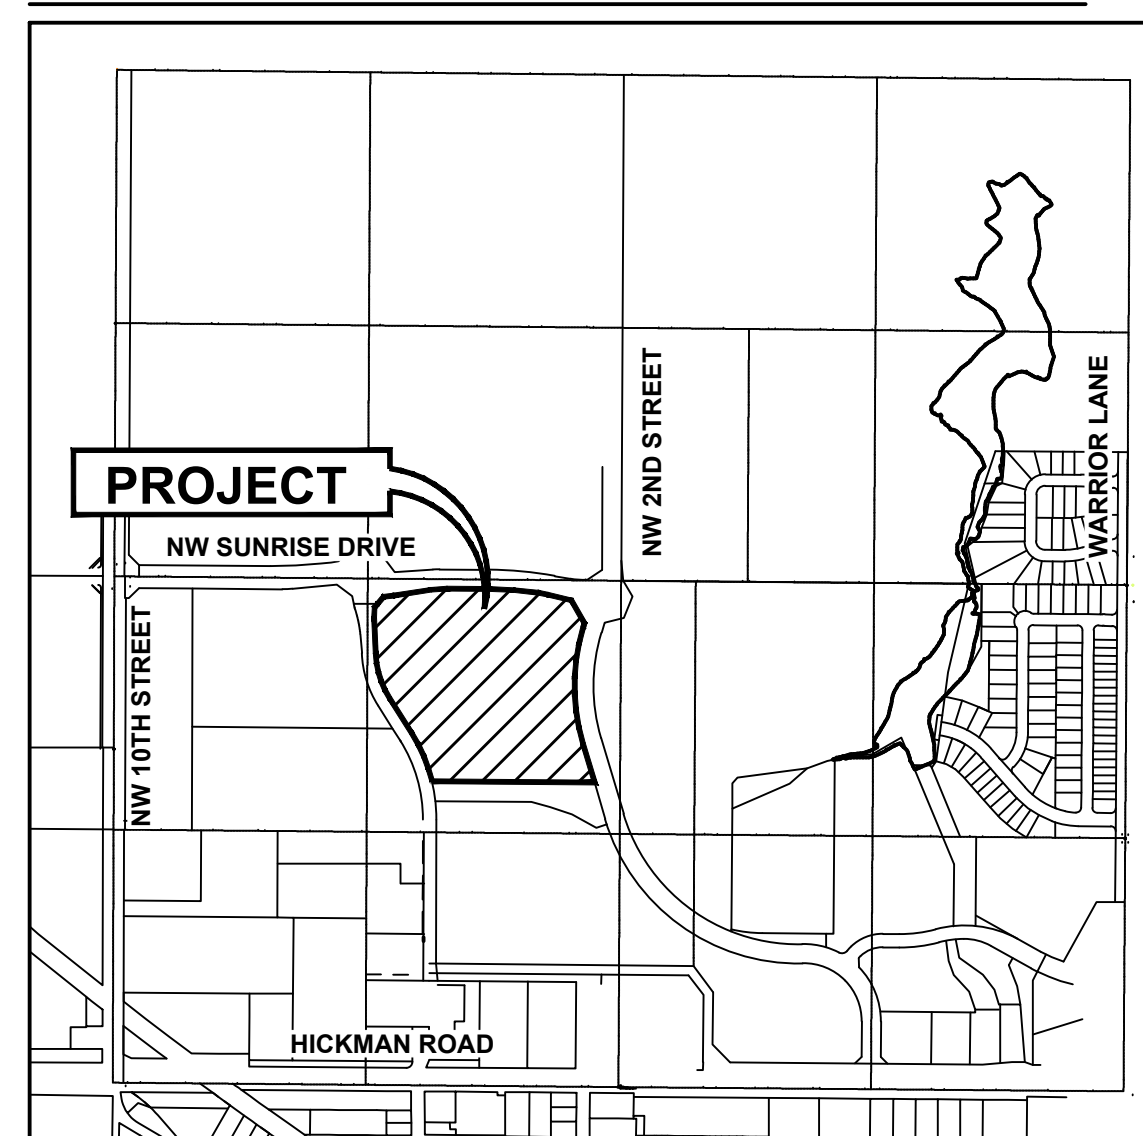 NW 2ND STREET
WARRIOR LANE
PROJECT
NW SUNRISE DRIVE
NW 10TH STREET
HICKMAN ROAD